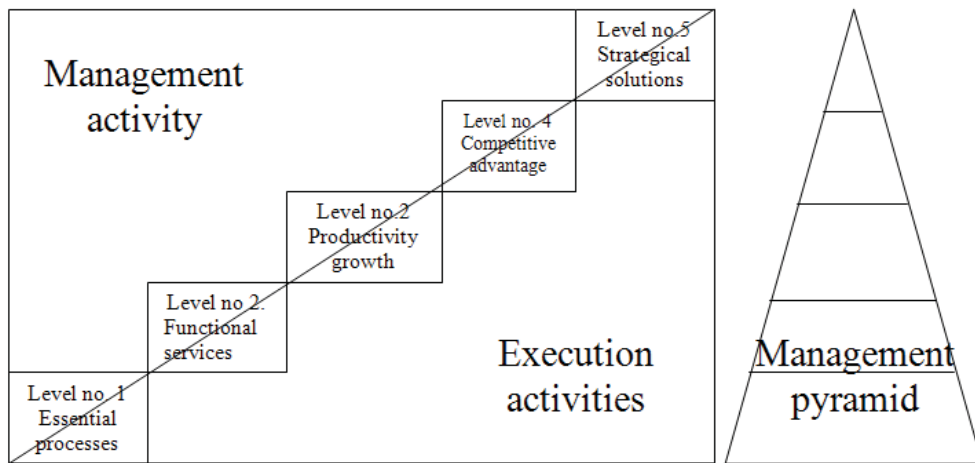 Management
activity
Level no.5
Strategical
solutions
Level no. 4
Competitive
advantage
Level no.2
Productivity
growth
Level no 2.
Functional
services
Level no. 1
Essential
processes
Execution
activities
Management
pyramid